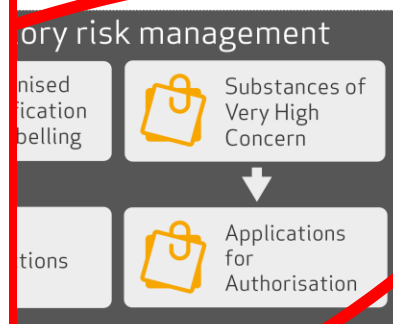 ory risk management
nised
fication
belling
Substances of
Very High
Concern
tions
Applications
for
Authorisation